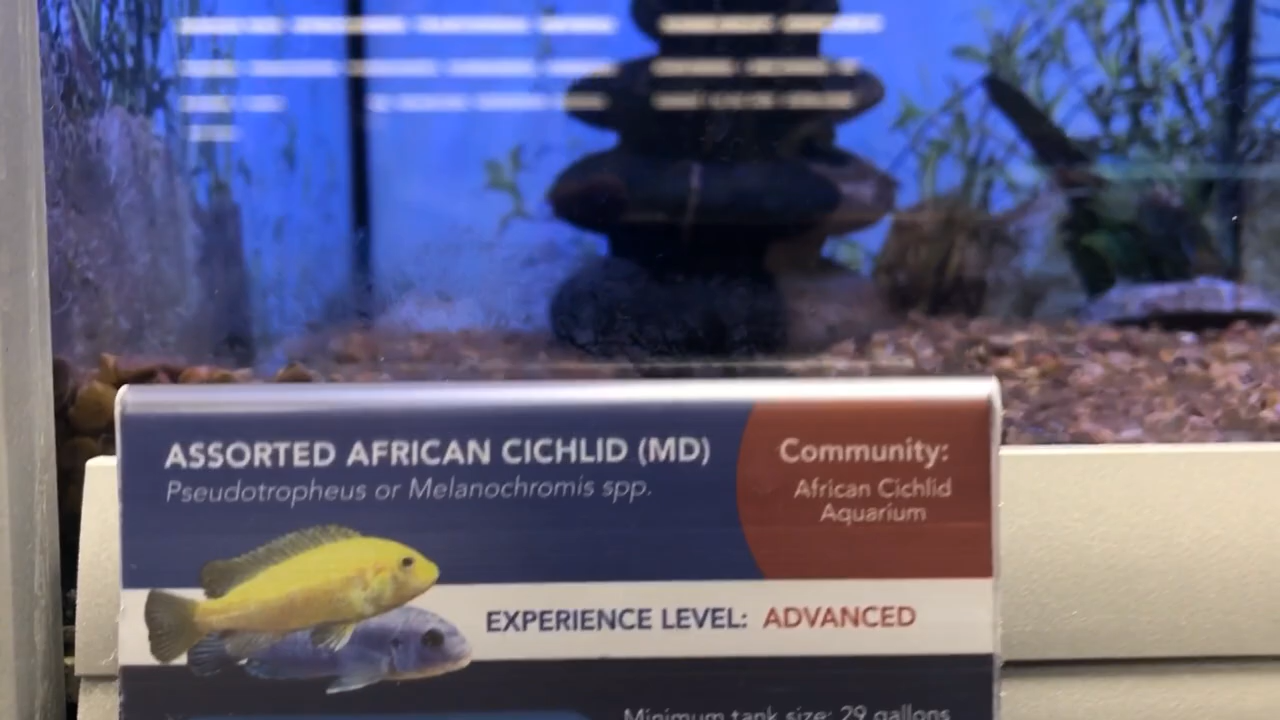 ASSORTED AFRICAN CICHLID (MD)
Pseudotropheus or Melanochromis spp.
Community:
African Cichlid
Aquarium
EXPERIENCE LEVEL: ADVANCED
Minimum tank size: 29 gallons